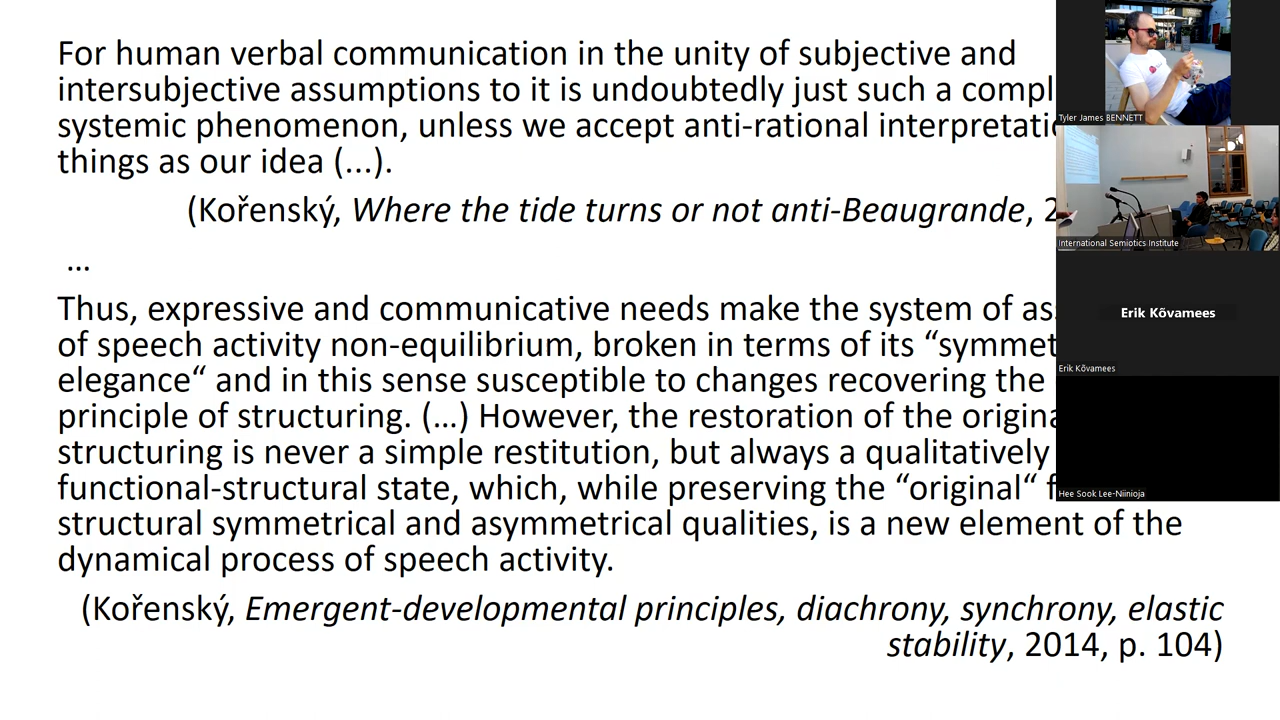 For human verbal communication in the unity of subjective and
intersubjective assumptions to it is undoubtedly just such a
systemic phenomenon, unless we accept anti-rational
things as our idea (...).
(Kořenský, Where the tide turns or not anti-Beaugrande,
...
Thus, expressive and communicative needs make the system of
of speech activity non-equilibrium, broken in terms of its
elegance“ and in this sense susceptible to changes recovering the
principle of structuring. (...) However, the restoration of the
structuring is never a simple restitution, but always a qualitatively
functional-structural state, which, while preserving the “original“
structural symmetrical and asymmetrical qualities, is a new element of the
dynamical process of speech activity.
(Kořenský, Emergent-developmental principles, diachrony, synchrony, elastic
stability, 2014, p. 104)
Tyler James BENNETT
International Semiotics Institute
Erik Kõvamees
Erik Kõvamees
Hee Sook Lee-Niinioja